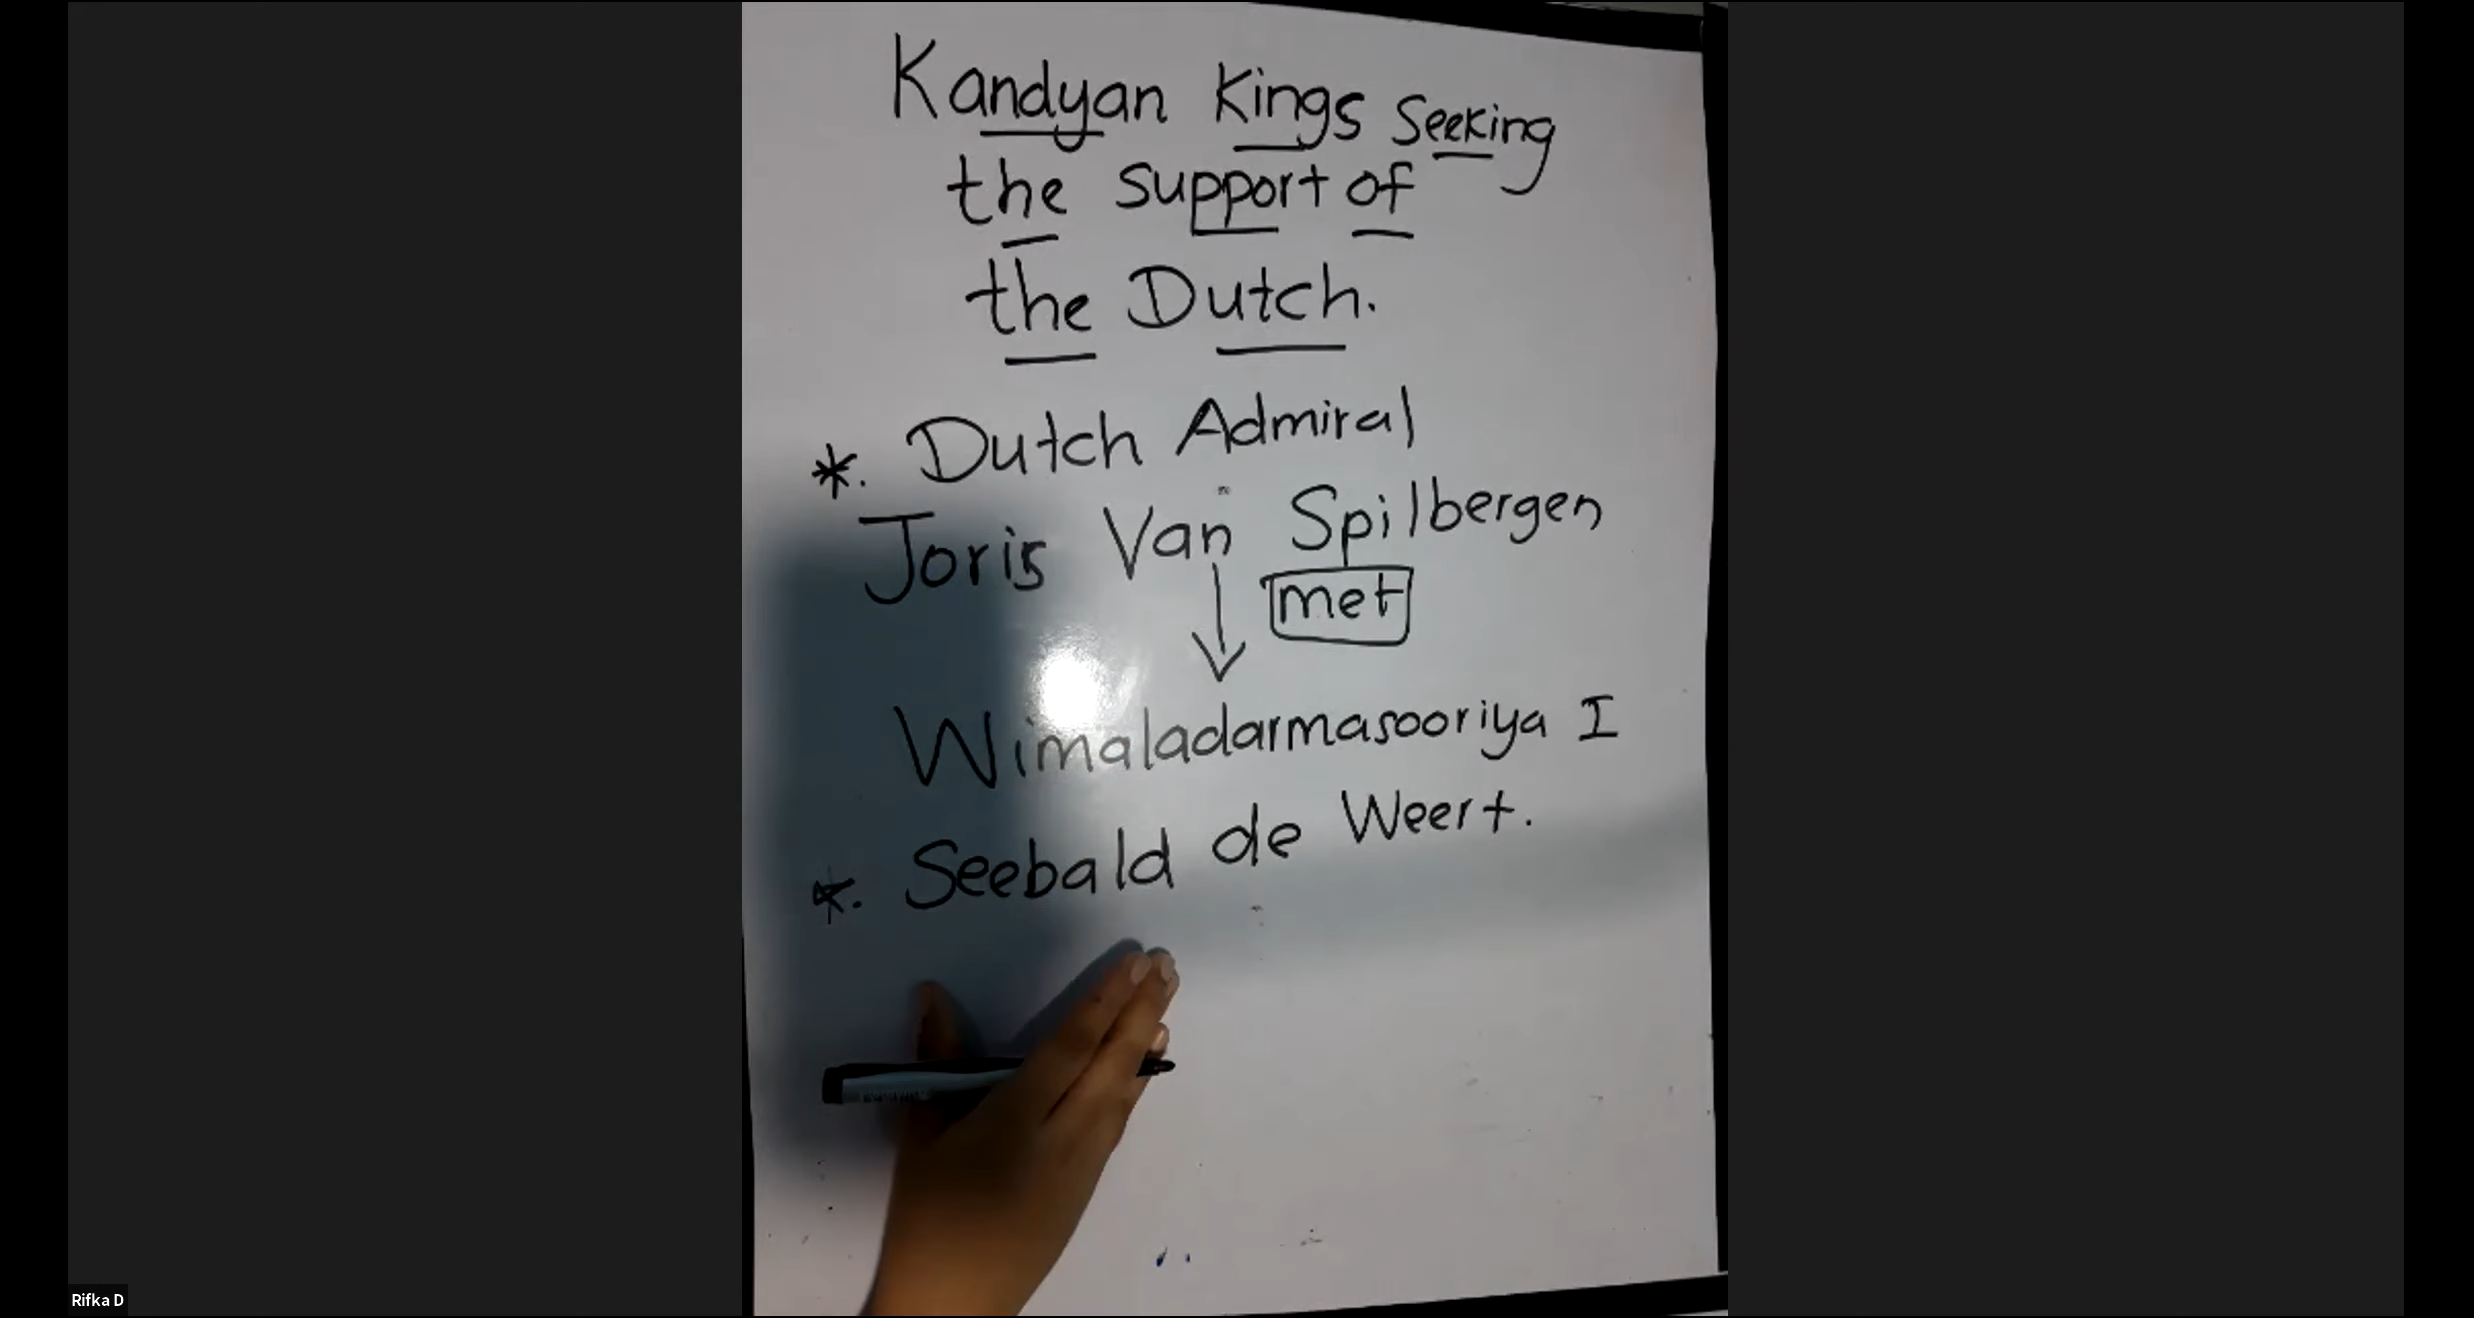 Kandyan Kings Seeking
the support of
the Dutch.
*. Dutch Admiral
Joris Van Spilbergen
met
Wimaladarmasooriya I
*. Seebald de Weert.
Rifka D